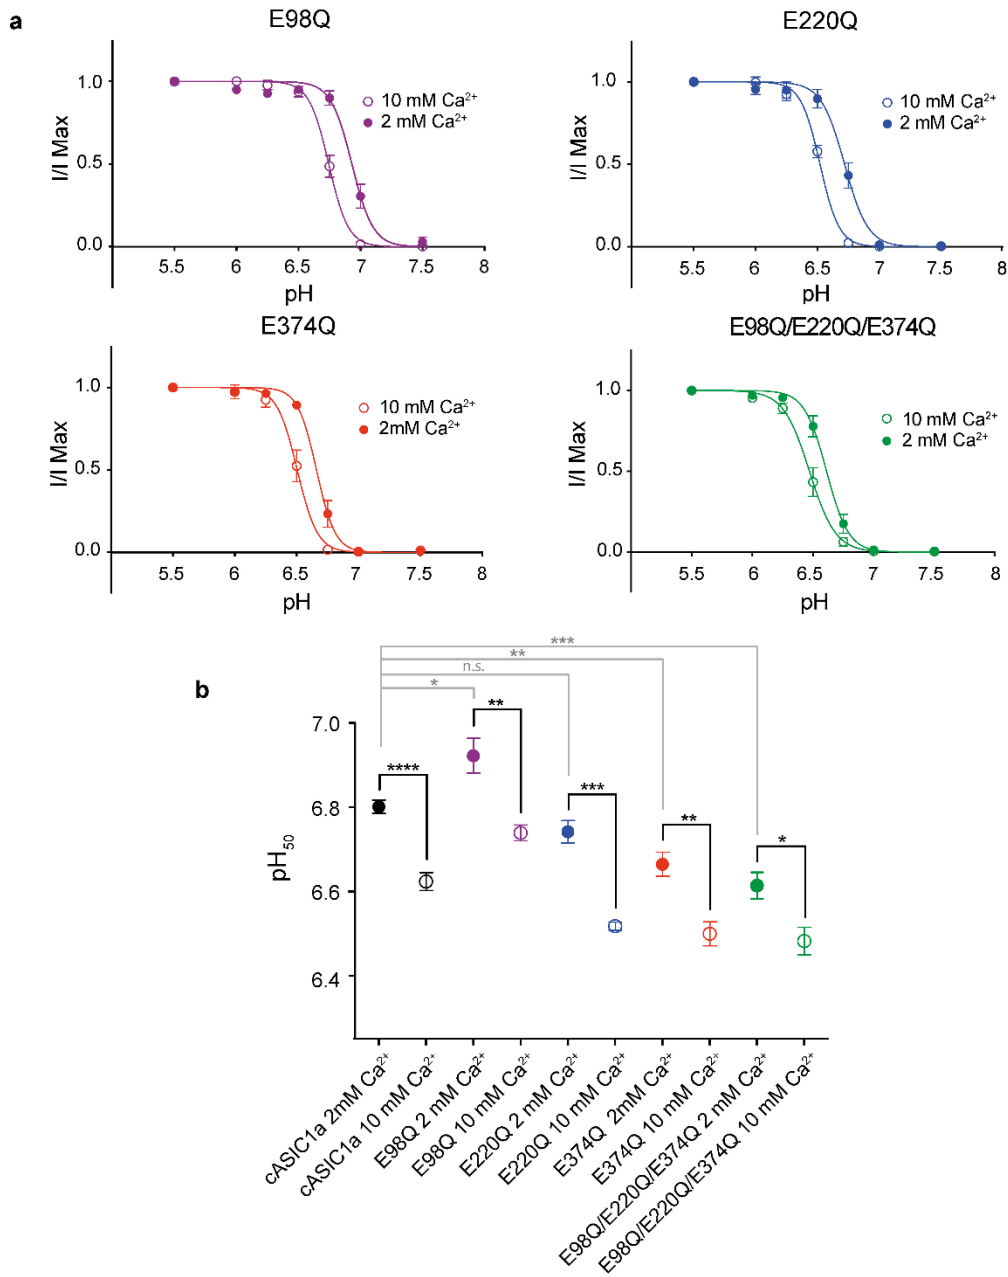 a
E98Q
I/I Max
1.0
0.5
0.0
10 mM Ca²⁺
2 mM Ca²⁺
5.5 6 6.5 7 7.5 8
pH
E220Q
I/I Max
1.0
0.5
0.0
10 mM Ca²⁺
2 mM Ca²⁺
5.5 6 6.5 7 7.5 8
pH
E374Q
I/I Max
1.0
0.5
0.0
10 mM Ca²⁺
2mM Ca²⁺
5.5 6 6.5 7 7.5 8
pH
E98Q/E220Q/E374Q
I/I Max
1.0
0.5
0.0
10 mM Ca²⁺
2 mM Ca²⁺
5.5 6 6.5 7 7.5 8
pH
b
***
**
n.s.
*
**
****
***
**
*
pH₅₀
7.0
6.8
6.6
6.4
cASIC1a 2mM Ca²⁺
cASIC1a 10 mM Ca²⁺
E98Q 2 mM Ca²⁺
E98Q 10 mM Ca²⁺
E220Q 2 mM Ca²⁺
E220Q 10 mM Ca²⁺
E374Q 2mM Ca²⁺
E374Q 10 mM Ca²⁺
E98Q/E220Q/E374Q 2 mM Ca²⁺
E98Q/E220Q/E374Q 10 mM Ca²⁺